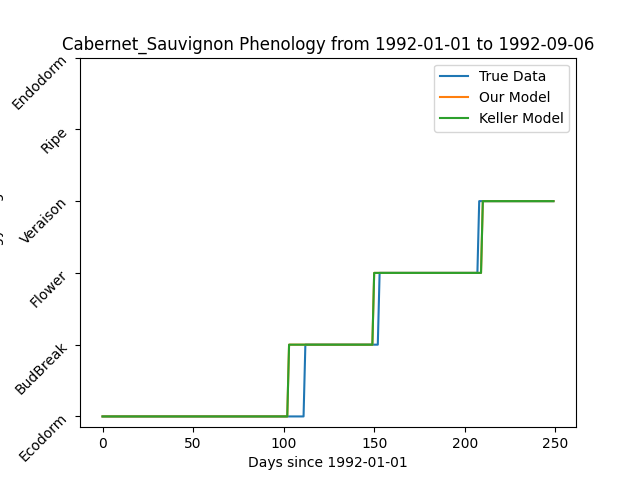 Cabernet_Sauvignon Phenology from 1992-01-01 to 1992-09-06
True Data
Our Model
Keller Model
Endodorm
Ripe
Veraison
Flower
BudBreak
Ecodorm
0 50 100 150 200 250
Days since 1992-01-01